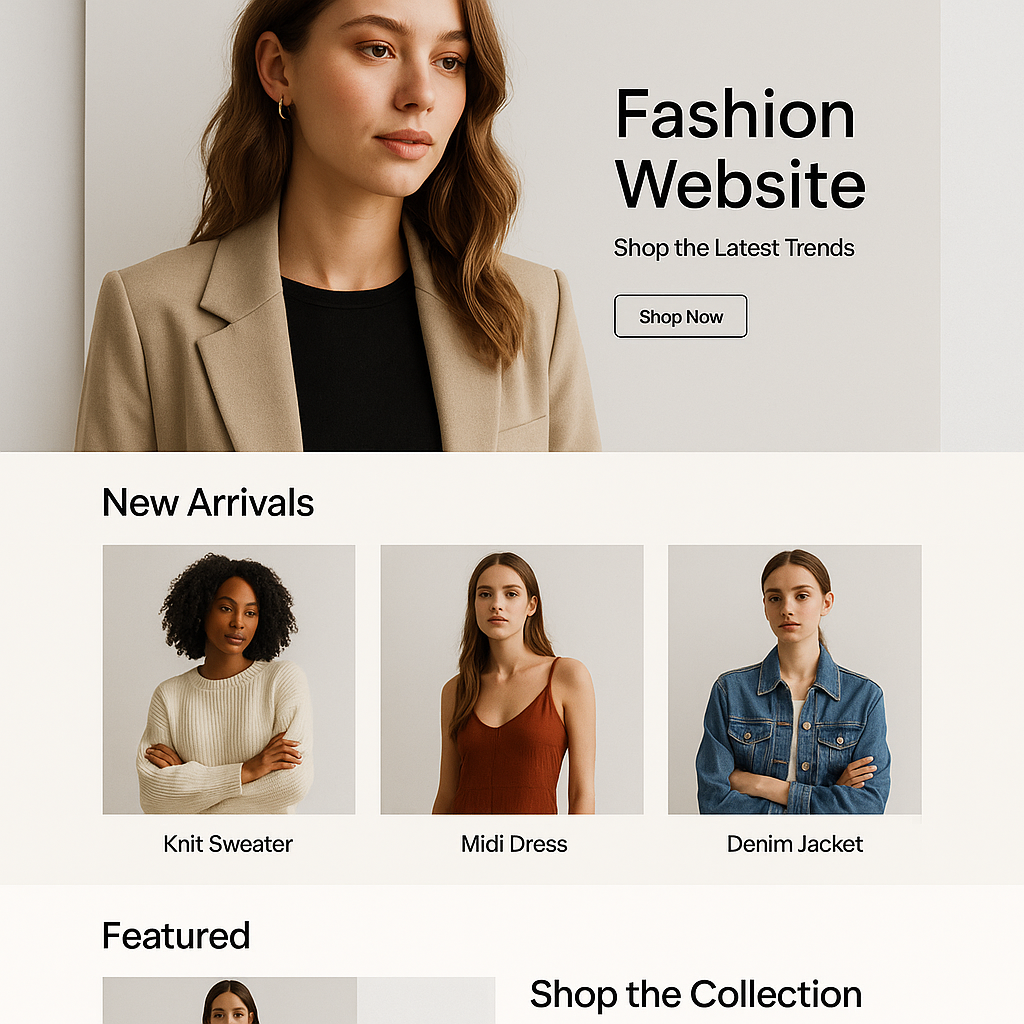 Fashion
Website
Shop the Latest Trends
Shop Now
New Arrivals
Knit Sweater
Midi Dress
Denim Jacket
Featured
Shop the Collection